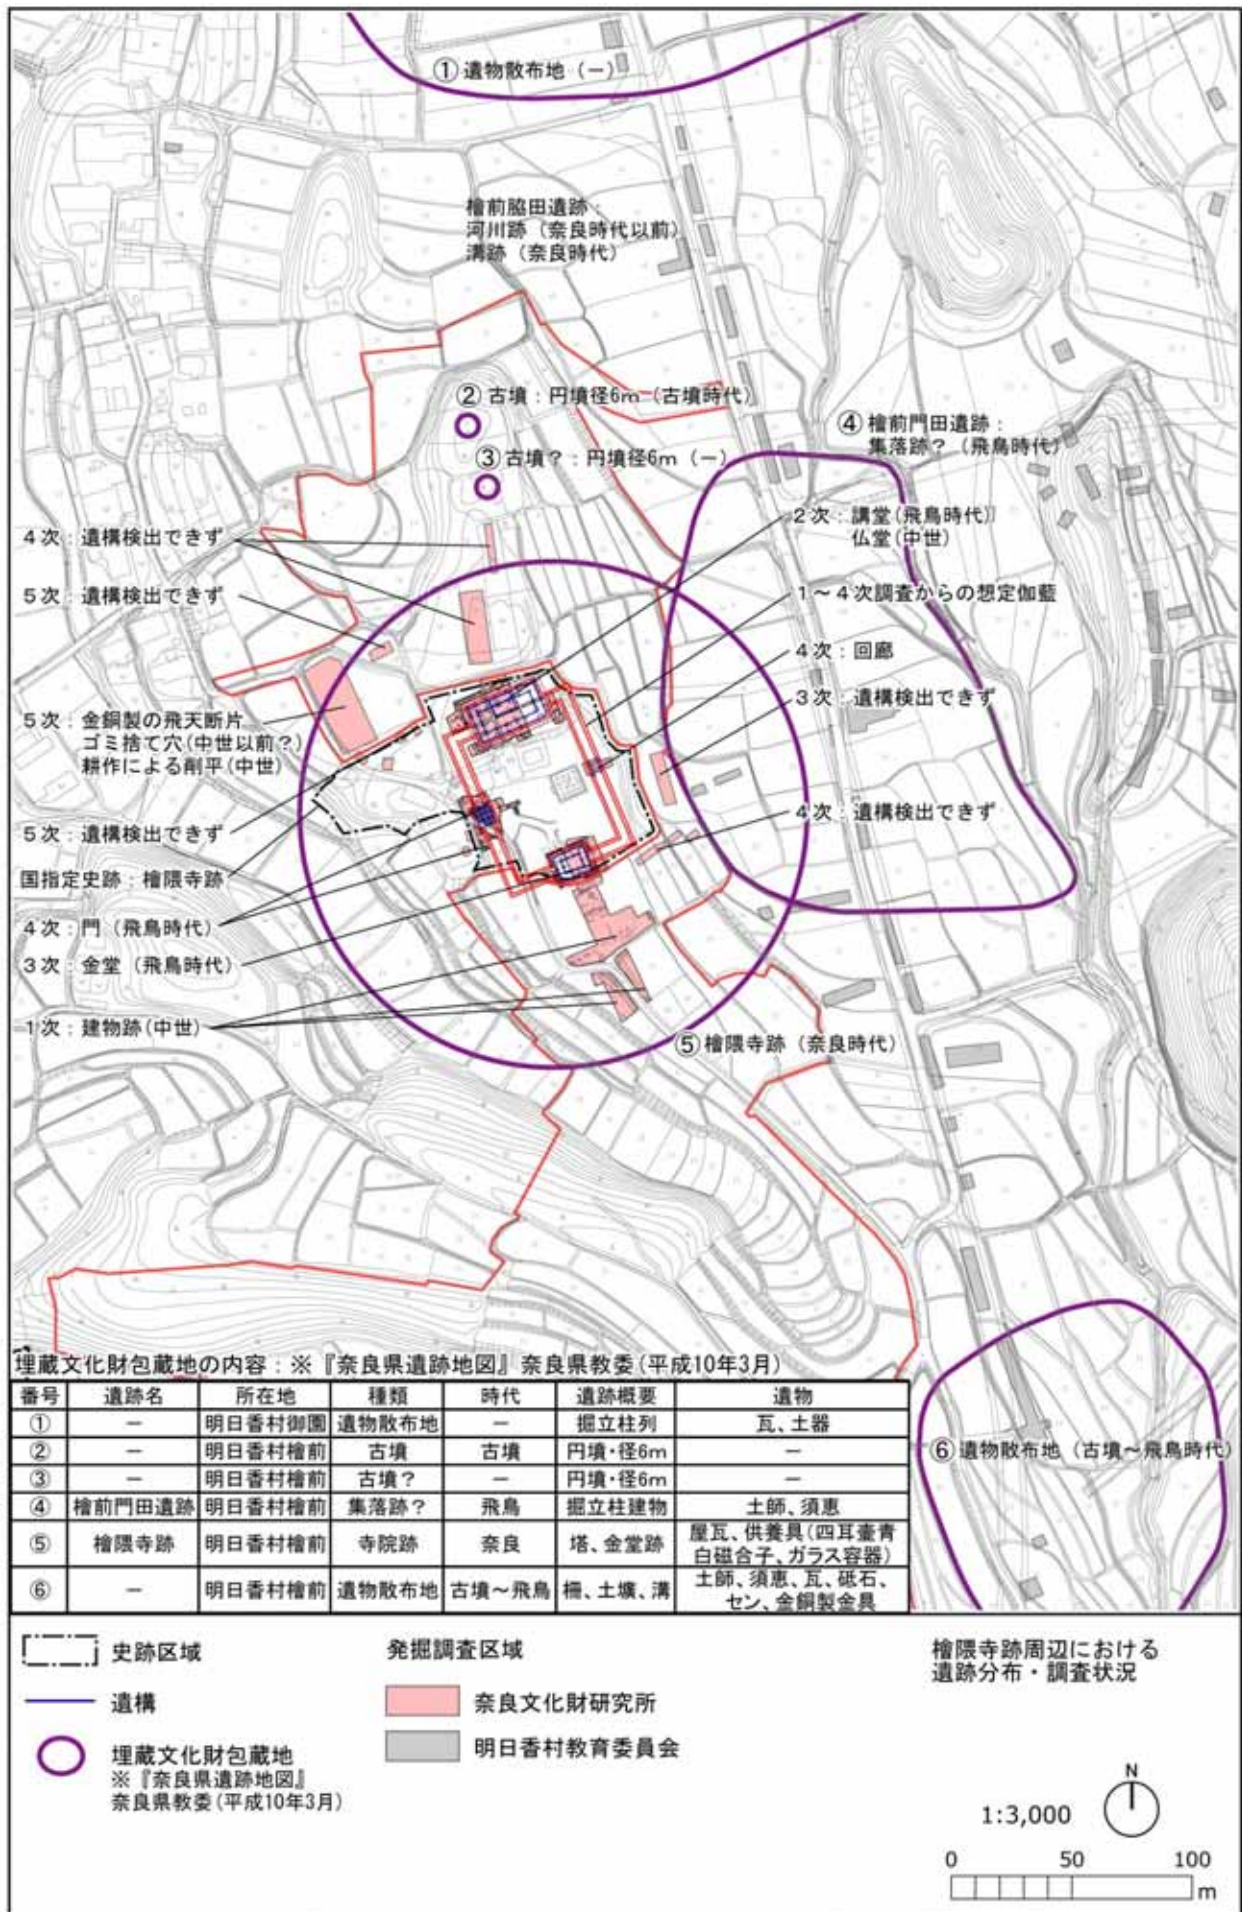 ① 遺物散布地（－）
檜前脇田遺跡：
河川跡（奈良時代以前）
溝跡（奈良時代）
② 古墳：円墳径6m（古墳時代）
③ 古墳？：円墳径6m（－）
④ 檜前門田遺跡：
集落跡？（飛鳥時代）
4次：遺構検出できず
2次：講堂(飛鳥時代)
仏堂(中世)
5次：遺構検出できず
1～4次調査からの想定伽藍
4次：回廊
3次：遺構検出できず
5次：金銅製の飛天断片
ゴミ捨て穴(中世以前？)
耕作による削平(中世)
4次：遺構検出できず
5次：遺構検出できず
国指定史跡：檜隈寺跡
4次：門（飛鳥時代）
3次：金堂（飛鳥時代）
1次：建物跡(中世)
⑤ 檜隈寺跡（奈良時代）
埋蔵文化財包蔵地の内容：※『奈良県遺跡地図』奈良県教委(平成10年3月)
番号 遺跡名 所在地 種類 時代 遺跡概要 遺物
① － 明日香村御園 遺物散布地 － 掘立柱列 瓦、土器
② － 明日香村檜前 古墳 古墳 円墳・径6m －
③ － 明日香村檜前 古墳？ － 円墳・径6m －
④ 檜前門田遺跡 明日香村檜前 集落跡？ 飛鳥 掘立柱建物 土師、須恵
⑤ 檜隈寺跡 明日香村檜前 寺院跡 奈良 塔、金堂跡 屋瓦、供養具(四耳壷青
白磁合子、ガラス容器)
⑥ － 明日香村檜前 遺物散布地 古墳～飛鳥 柵、土壙、溝 土師、須恵、瓦、砥石、
セン、金銅製金具
⑥ 遺物散布地（古墳～飛鳥時代）
史跡区域
遺構
埋蔵文化財包蔵地
※『奈良県遺跡地図』
奈良県教委(平成10年3月)
発掘調査区域
奈良文化財研究所
明日香村教育委員会
檜隈寺跡周辺における
遺跡分布・調査状況
N
1:3,000
0 50 100
m